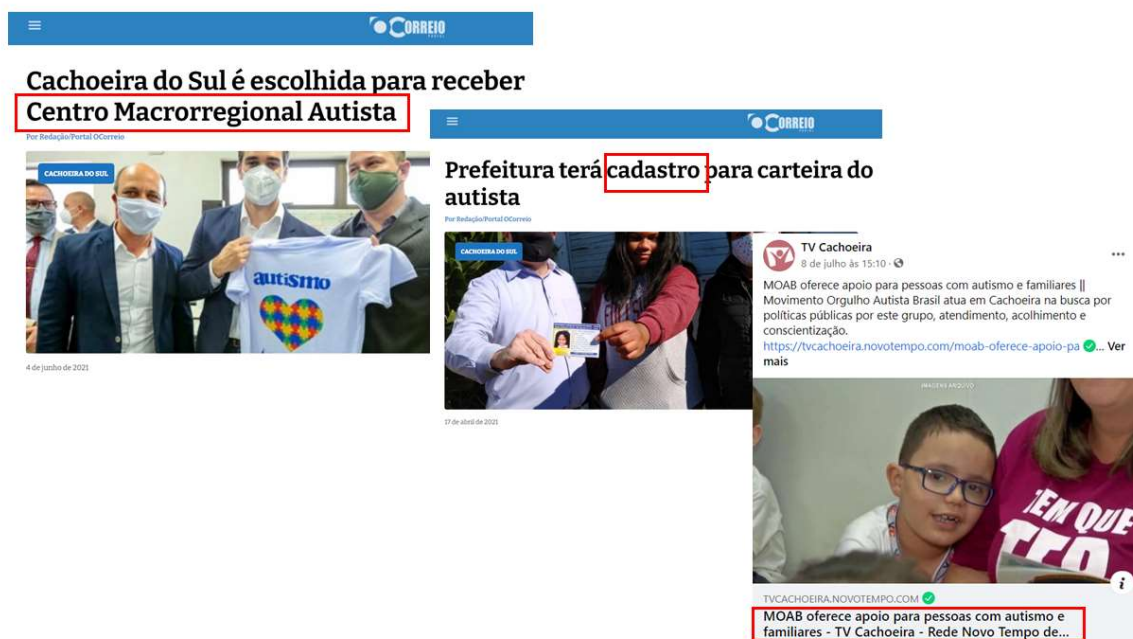 CORREIO
PORTAL
Cachoeira do Sul é escolhida para receber
Centro Macrorregional Autista
Por Redação/Portal OCorreio
CACHOEIRA DO SUL
autismo
4 de junho de 2021
CORREIO
PORTAL
Prefeitura terá cadastro para carteira do
autista
Por Redação/Portal OCorreio
CACHOEIRA DO SUL
17 de abril de 2021
TV Cachoeira
8 de julho às 15:10 ·
MOAB oferece apoio para pessoas com autismo e familiares ||
Movimento Orgulho Autista Brasil atua em Cachoeira na busca por
políticas públicas por este grupo, atendimento, acolhimento e
conscientização.
https://tvcachoeira.novotempo.com/moab-oferece-apoio-pa ... Ver
mais
IMAGENS ARQUIVO
TEM QUE
TEA
TVCACHOEIRA.NOVOTEMPO.COM
MOAB oferece apoio para pessoas com autismo e
familiares - TV Cachoeira - Rede Novo Tempo de...